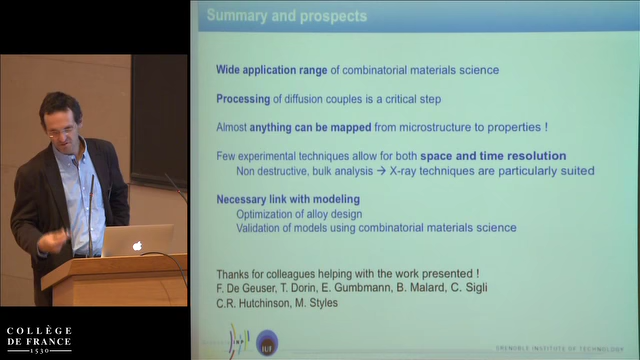 Summary and prospects
Wide application range of combinatorial materials science
Processing of diffusion couples is a critical step
Almost anything can be mapped from microstructure to properties !
Few experimental techniques allow for both space and time resolution
Non destructive, bulk analysis → X-ray techniques are particularly suited
Necessary link with modeling
Optimization of alloy design
Validation of models using combinatorial materials science
Thanks for colleagues helping with the work presented !
F. De Geuser, T. Dorin, E. Gumbmann, B. Malard, C. Sigli
C.R. Hutchinson, M. Styles
IUF
GRENOBLE INSTITUTE OF TECHNOLOGY
COLLÈGE
DE FRANCE
1530